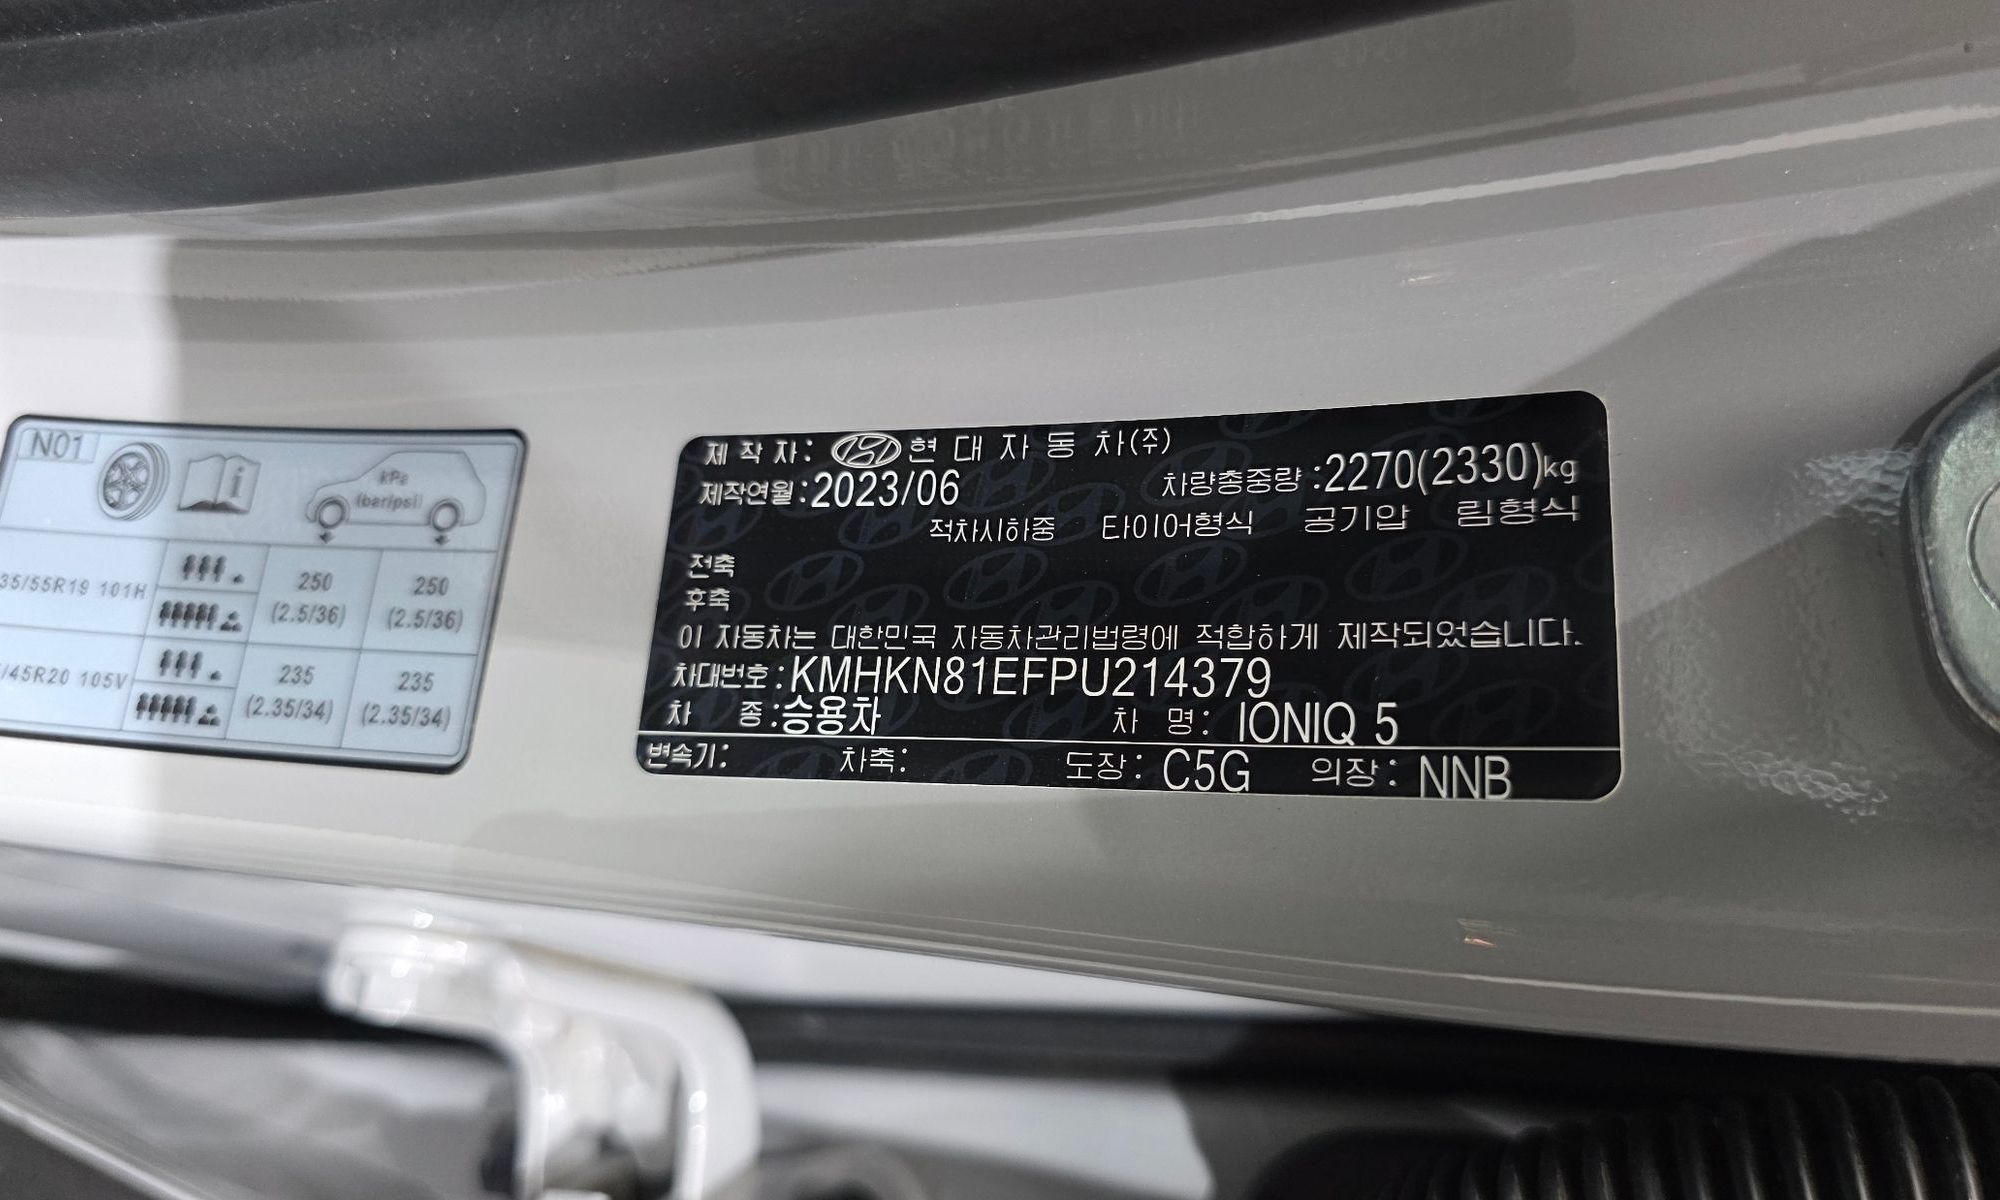 N01
kPa
(bar/psi)
35/55R19 101H
250
(2.5/36)
250
(2.5/36)
/45R20 105V
235
(2.35/34)
235
(2.35/34)
제 작 자: 현 대 자 동 차(주)
제작연월:2023/06 차량총중량:2270(2330)kg
적차시하중 타이어형식 공기압 림형식
전축
후축
이 자동차는 대한민국 자동차관리법령에 적합하게 제작되었습니다.
차대번호:KMHKN81EFPU214379
차 종:승용차 차 명: IONIQ 5
변속기: 차축: 도장: C5G 의장: NNB